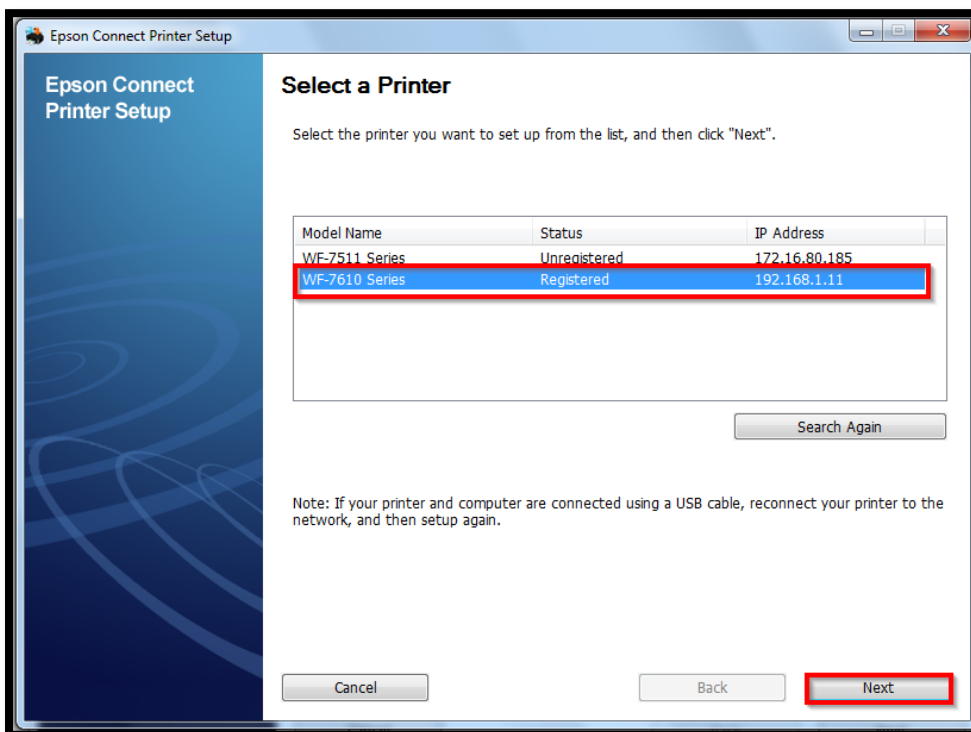 Epson Connect Printer Setup
Epson Connect
Printer Setup
Select a Printer
Select the printer you want to set up from the list, and then click "Next".
Model Name Status IP Address
WF-7511 Series Unregistered 172.16.80.185
WF-7610 Series Registered 192.168.1.11
Search Again
Note: If your printer and computer are connected using a USB cable, reconnect your printer to the
network, and then setup again.
Cancel Back Next